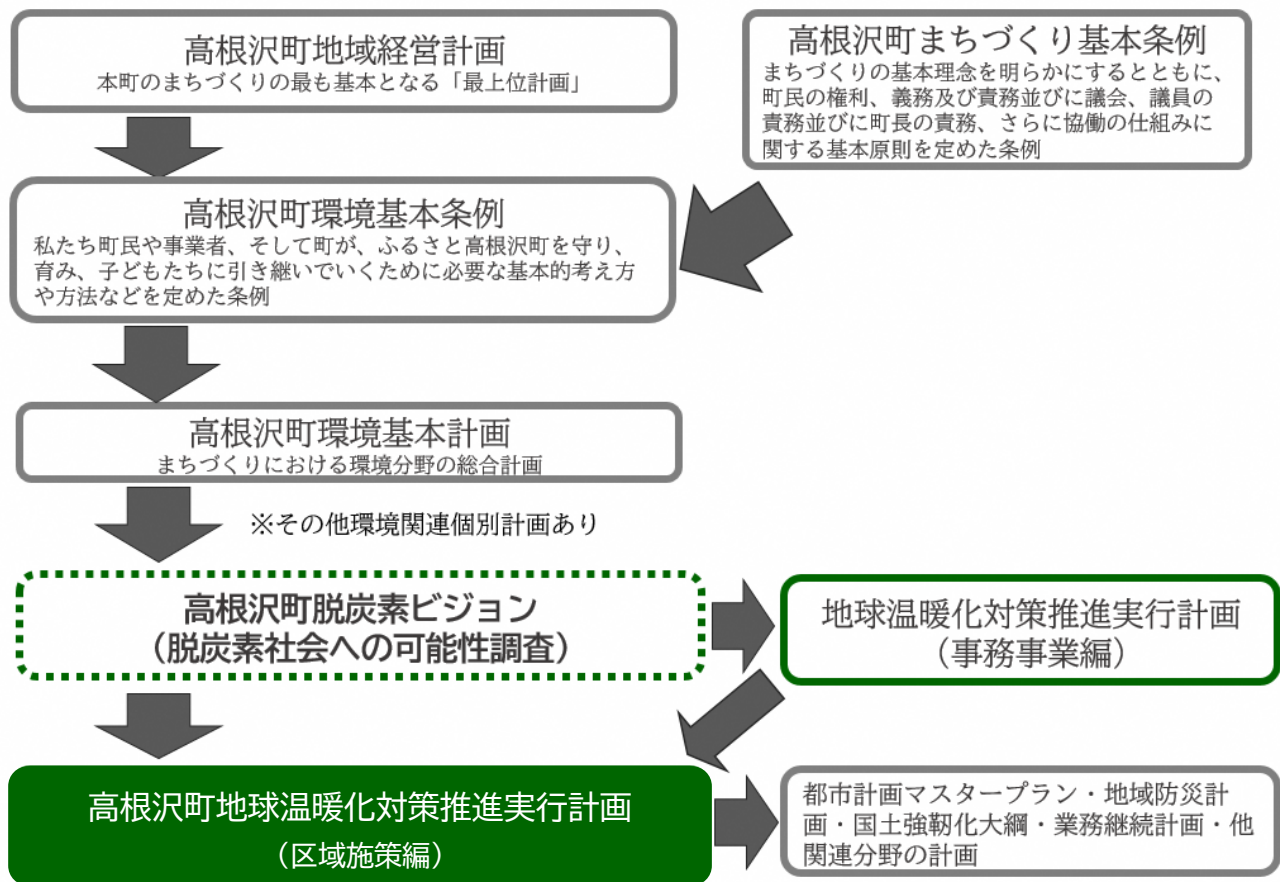 高根沢町地域経営計画
本町のまちづくりの最も基本となる「最上位計画」
高根沢町まちづくり基本条例
まちづくりの基本理念を明らかにするとともに、
町民の権利、義務及び責務並びに議会、議員の
責務並びに町長の責務、さらに協働の仕組みに
関する基本原則を定めた条例
高根沢町環境基本条例
私たち町民や事業者、そして町が、ふるさと高根沢町を守り、
育み、子どもたちに引き継いでいくために必要な基本的考え方
や方法などを定めた条例
高根沢町環境基本計画
まちづくりにおける環境分野の総合計画
※その他環境関連個別計画あり
高根沢町脱炭素ビジョン
（脱炭素社会への可能性調査）
地球温暖化対策推進実行計画
（事務事業編）
高根沢町地球温暖化対策推進実行計画
（区域施策編）
都市計画マスタープラン・地域防災計
画・国土強靭化大綱・業務継続計画・他
関連分野の計画